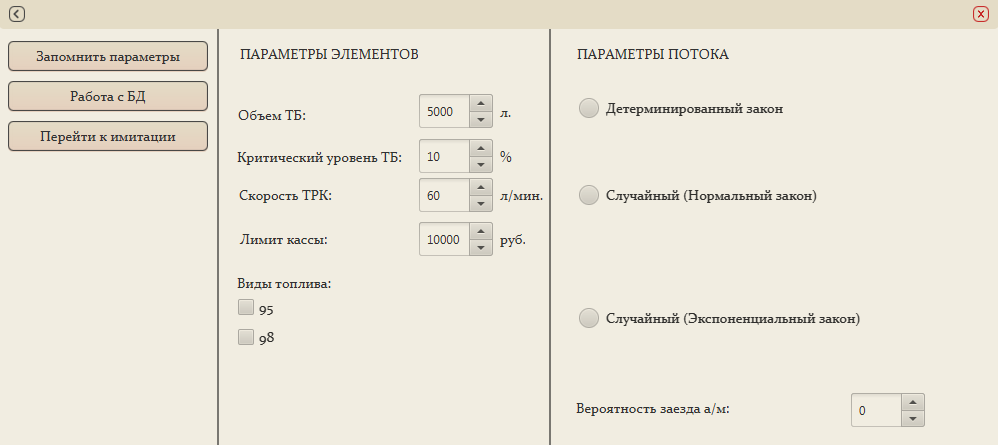 Запомнить параметры
Работа с БД
Перейти к имитации
ПАРАМЕТРЫ ЭЛЕМЕНТОВ
Объем ТБ: 5000 л.
Критический уровень ТБ: 10 %
Скорость ТРК: 60 л/мин.
Лимит кассы: 10000 руб.
Виды топлива:
95
98
ПАРАМЕТРЫ ПОТОКА
Детерминированный закон
Случайный (Нормальный закон)
Случайный (Экспоненциальный закон)
Вероятность заезда а/м: 0